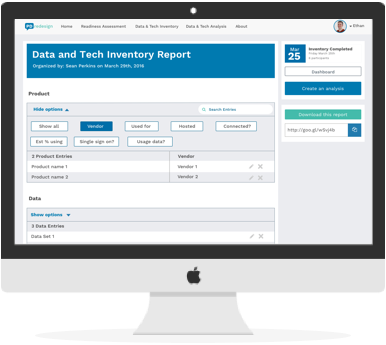 PD redesign
Home
Readiness Assessment
Data & Tech Inventory
Data & Tech Analysis
About
Ethan
Data and Tech Inventory Report
Organized by: Sean Perkins on March 28th, 2016
Mar
25
Inventory Completed
Dashboard
Create an analysis
Download this report
http://goo.gl/w9vj4b
Product
Hide options
Search Entries
Show all
Vendor
Used for
Hosted
Connected?
Est % using
Single sign on?
Usage data?
3 Product Entries
Vendor
Product name 1
Vendor 1
Product name 3
Vendor 2
Data
Show options
3 Data Entries
Data Set 1